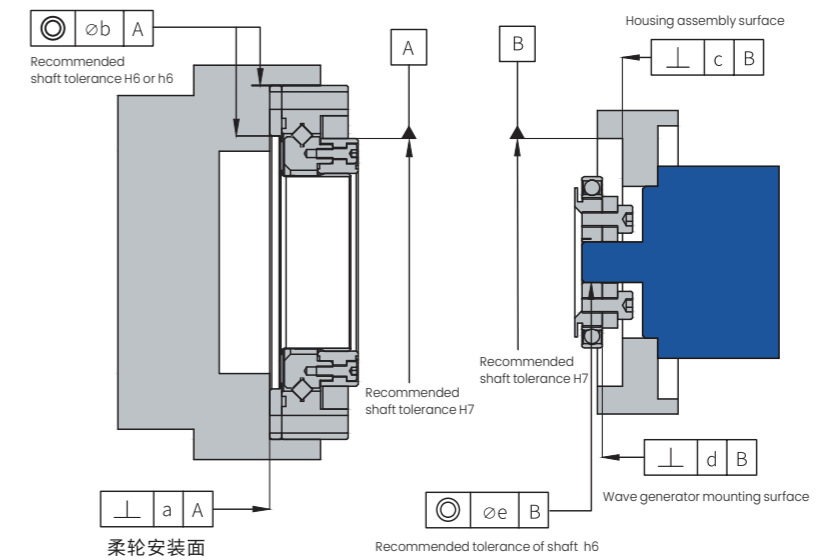 ⌀b A
Recommended
shaft tolerance H6 or h6
A
B
Housing assembly surface
⊥ c B
Recommended
shaft tolerance H7
Recommended
shaft tolerance H7
⊥ a A
柔轮安装面
◎ ⌀e B
Recommended tolerance of shaft h6
⊥ d B
Wave generator mounting surface